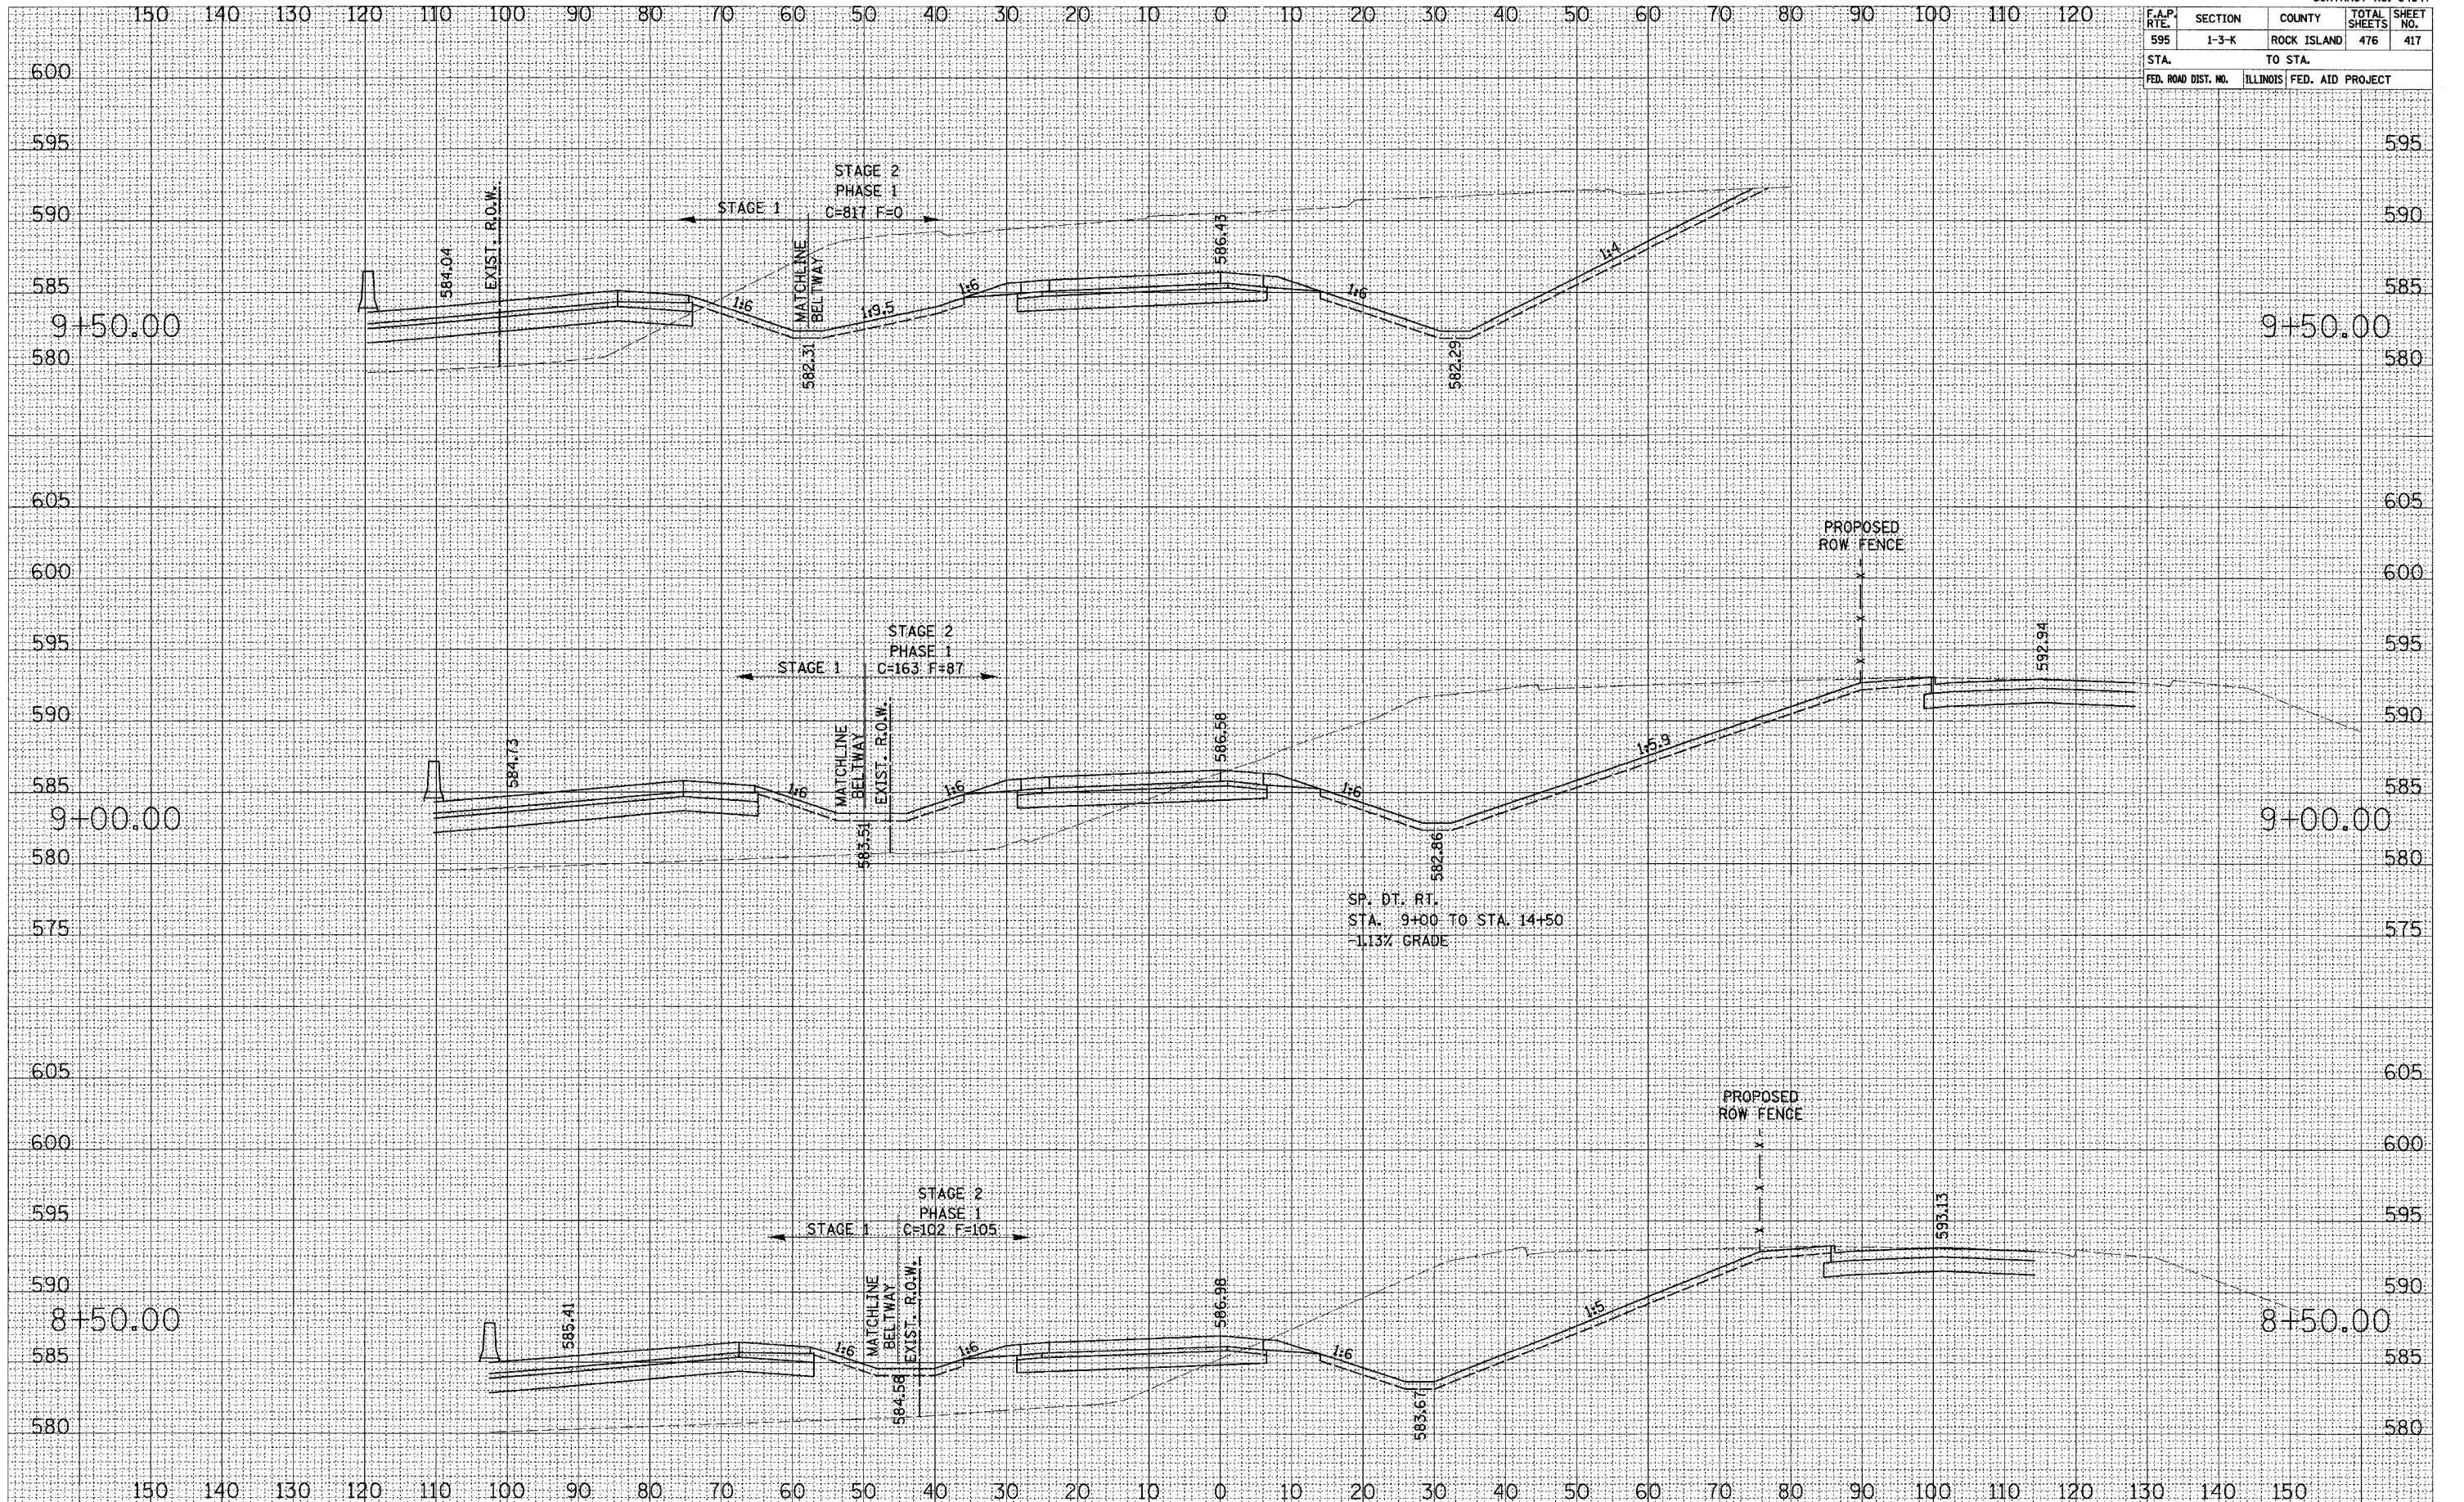 150 140 130 120 110 100 90 80 70 60 50 40 30 20 10 0 10 20 30 40 50 60 70 80 90 100 110 120
F.A.P. RTE. SECTION COUNTY TOTAL SHEETS SHEET NO.
595 1-3-K ROCK ISLAND 476 417
STA. TO STA.
FED. ROAD DIST. NO. ILLINOIS FED. AID PROJECT
600
595 595
590 590
585 585
580 580
9+50.00 9+50.00
STAGE 2
PHASE 1
C=817 F=0
STAGE 1
584.04
EXIST. R.O.W.
MATCHLINE
BELTWAY
586.43
1:6
1:9.5
1:6
1:6
1:4
582.31
582.29
605 605
600 600
595 595
590 590
585 585
580 580
575 575
9+00.00 9+00.00
PROPOSED
ROW FENCE
STAGE 2
PHASE 1
STAGE 1 C=163 F=87
592.94
584.73
MATCHLINE
BELTWAY
EXIST. R.O.W.
586.58
1:6
1:6
1:6
1:5.9
583.51
582.86
SP. DT. RT.
STA. 9+00 TO STA. 14+50
-1.13% GRADE
605 605
600 600
595 595
590 590
585 585
580 580
8+50.00 8+50.00
PROPOSED
ROW FENCE
STAGE 2
PHASE 1
STAGE 1 C=102 F=105
593.13
585.41
MATCHLINE
BELTWAY
EXIST. R.O.W.
586.98
1:6
1:6
1:6
1:5
584.58
583.67
150 140 130 120 110 100 90 80 70 60 50 40 30 20 10 0 10 20 30 40 50 60 70 80 90 100 110 120 130 140 150